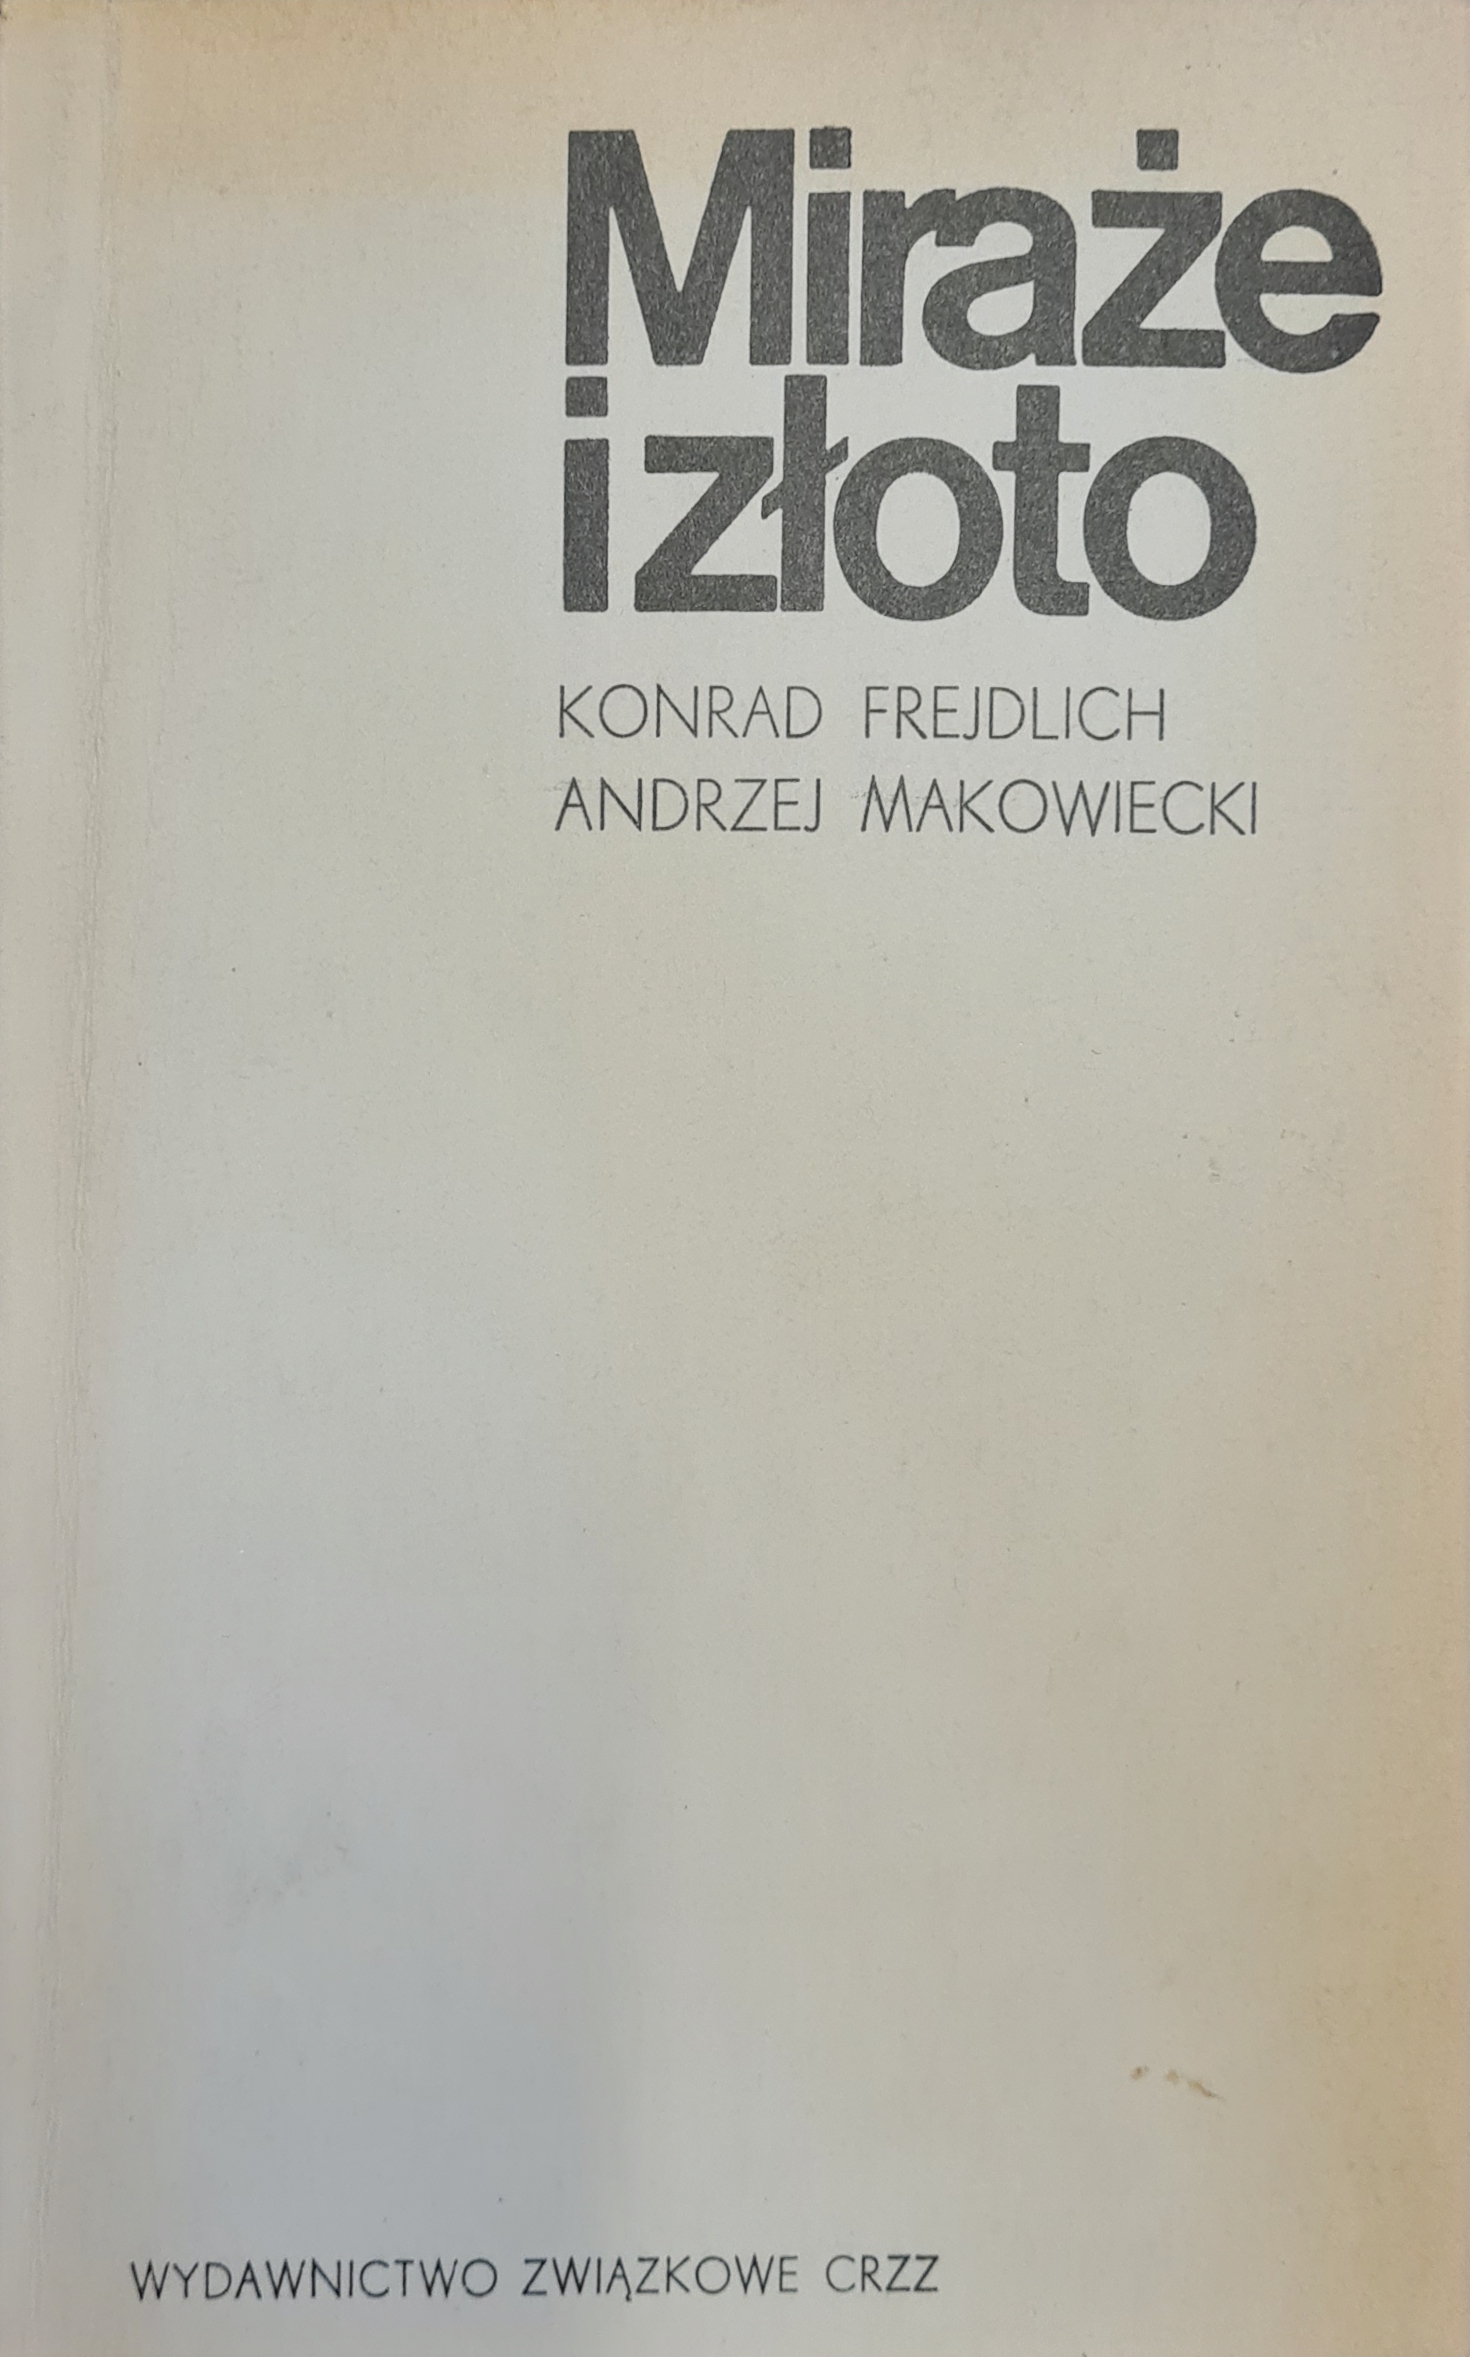 Miraże
i złoto
KONRAD FREJDLICH
ANDRZEJ MAKOWIECKI
WYDAWNICTWO ZWIĄZKOWE CRZZ